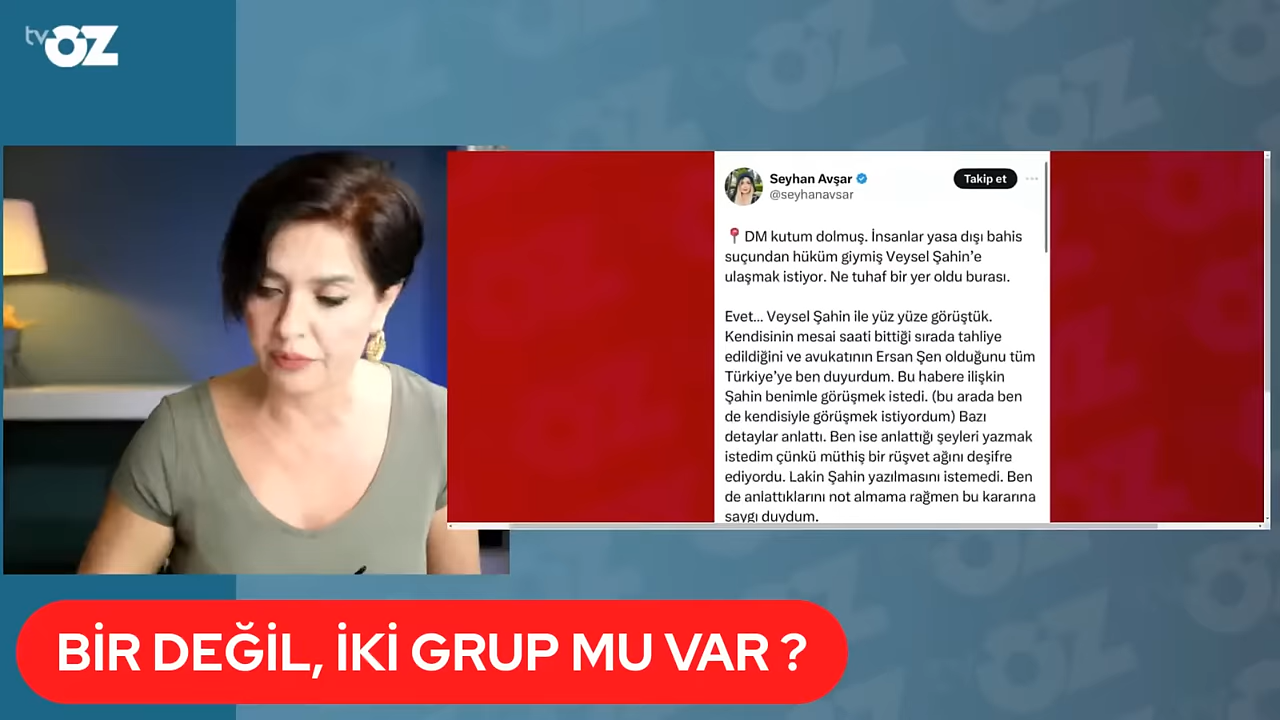 tv ÖZ
Seyhan Avşar
@seyhanavsar
Takip et
📍 DM kutum dolmuş. İnsanlar yasa dışı bahis
suçundan hüküm giymiş Veysel Şahin’e
ulaşmak istiyor. Ne tuhaf bir yer oldu burası.
Evet... Veysel Şahin ile yüz yüze görüştük.
Kendisinin mesai saati bittiği sırada tahliye
edildiğini ve avukatının Ersan Şen olduğunu tüm
Türkiye’ye ben duyurdum. Bu habere ilişkin
Şahin benimle görüşmek istedi. (bu arada ben
de kendisiyle görüşmek istiyordum) Bazı
detaylar anlattı. Ben ise anlattığı şeyleri yazmak
istedim çünkü müthiş bir rüşvet ağını deşifre
ediyordu. Lakin Şahin yazılmasını istemedi. Ben
de anlattıklarını not almama rağmen bu kararına
saygı duydum.
BİR DEĞİL, İKİ GRUP MU VAR ?